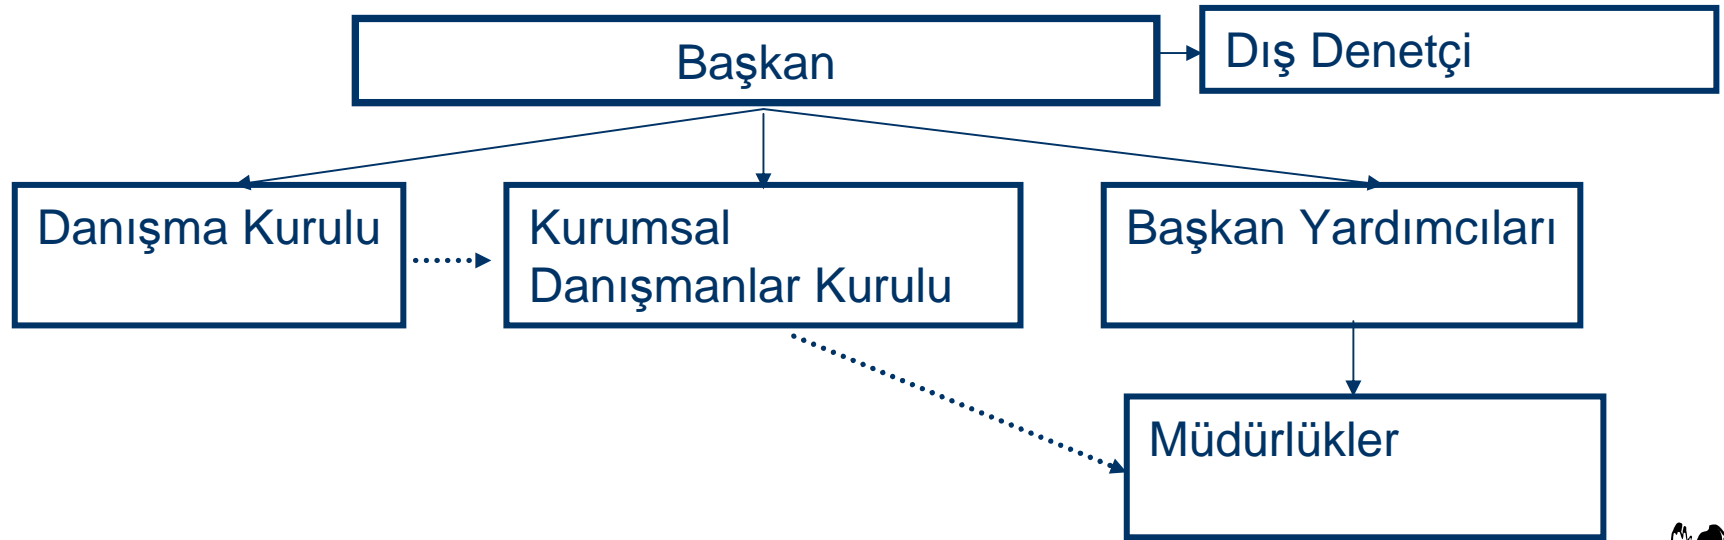 Başkan
Dış Denetçi
Danışma Kurulu
Kurumsal
Danışmanlar Kurulu
Başkan Yardımcıları
Müdürlükler